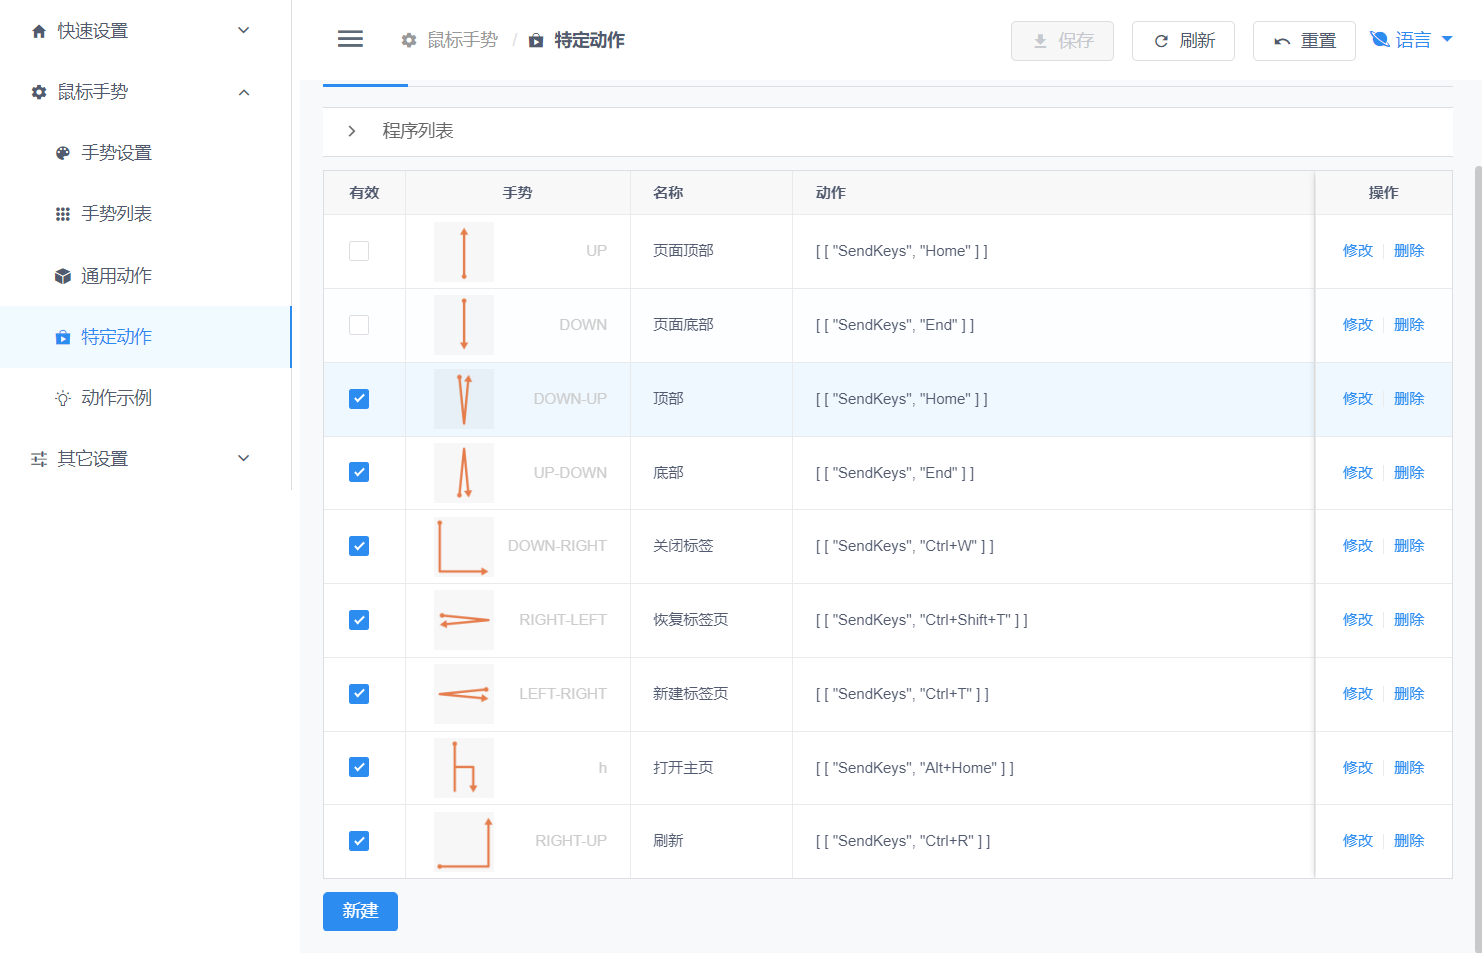 快速设置
鼠标手势
手势设置
手势列表
通用动作
特定动作
动作示例
其它设置
鼠标手势 / 特定动作
保存 刷新 重置 语言
程序列表
有效 手势 名称 动作 操作
UP 页面顶部 [ [ "SendKeys", "Home" ] ] 修改 删除
DOWN 页面底部 [ [ "SendKeys", "End" ] ] 修改 删除
DOWN-UP 顶部 [ [ "SendKeys", "Home" ] ] 修改 删除
UP-DOWN 底部 [ [ "SendKeys", "End" ] ] 修改 删除
DOWN-RIGHT 关闭标签 [ [ "SendKeys", "Ctrl+W" ] ] 修改 删除
RIGHT-LEFT 恢复标签页 [ [ "SendKeys", "Ctrl+Shift+T" ] ] 修改 删除
LEFT-RIGHT 新建标签页 [ [ "SendKeys", "Ctrl+T" ] ] 修改 删除
h 打开主页 [ [ "SendKeys", "Alt+Home" ] ] 修改 删除
RIGHT-UP 刷新 [ [ "SendKeys", "Ctrl+R" ] ] 修改 删除
新建